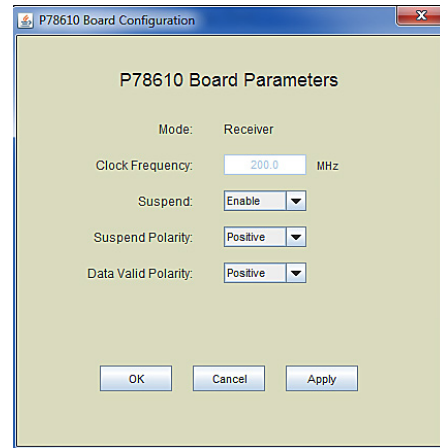 P78610 Board Configuration
P78610 Board Parameters
Mode: Receiver
Clock Frequency: 200.0 MHz
Suspend: Enable
Suspend Polarity: Positive
Data Valid Polarity: Positive
OK Cancel Apply